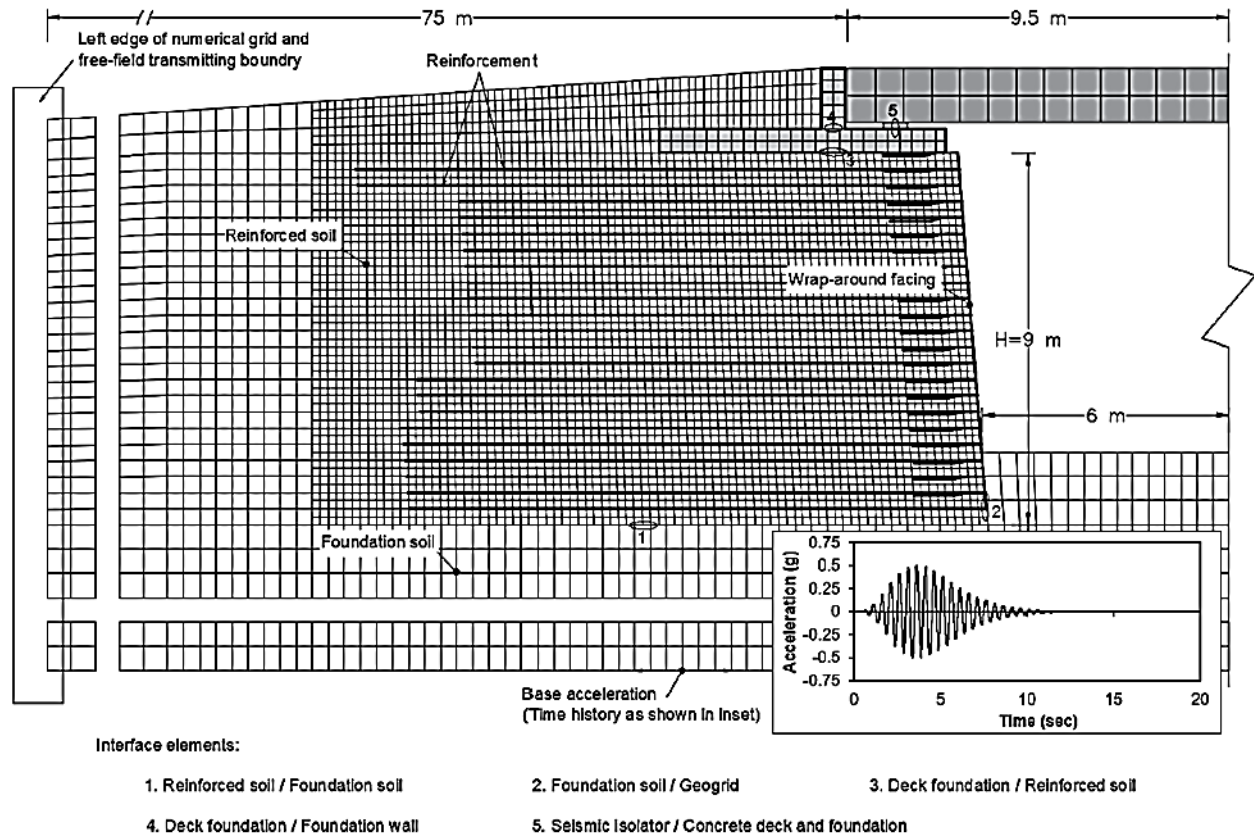 75 m
9.5 m
Left edge of numerical grid and
free-field transmitting boundry
Reinforcement
5
4
3
Reinforced soil
Wrap-around facing
H=9 m
6 m
2
1
Foundation soil
0.75
0.50
0.25
0
-0.25
-0.5
-0.75
Acceleration (g)
0
5
10
15
20
Time (sec)
Base acceleration
(Time history as shown in inset)
Interface elements:
1. Reinforced soil / Foundation soil
2. Foundation soil / Geogrid
3. Deck foundation / Reinforced soil
4. Deck foundation / Foundation wall
5. Seismic isolator / Concrete deck and foundation